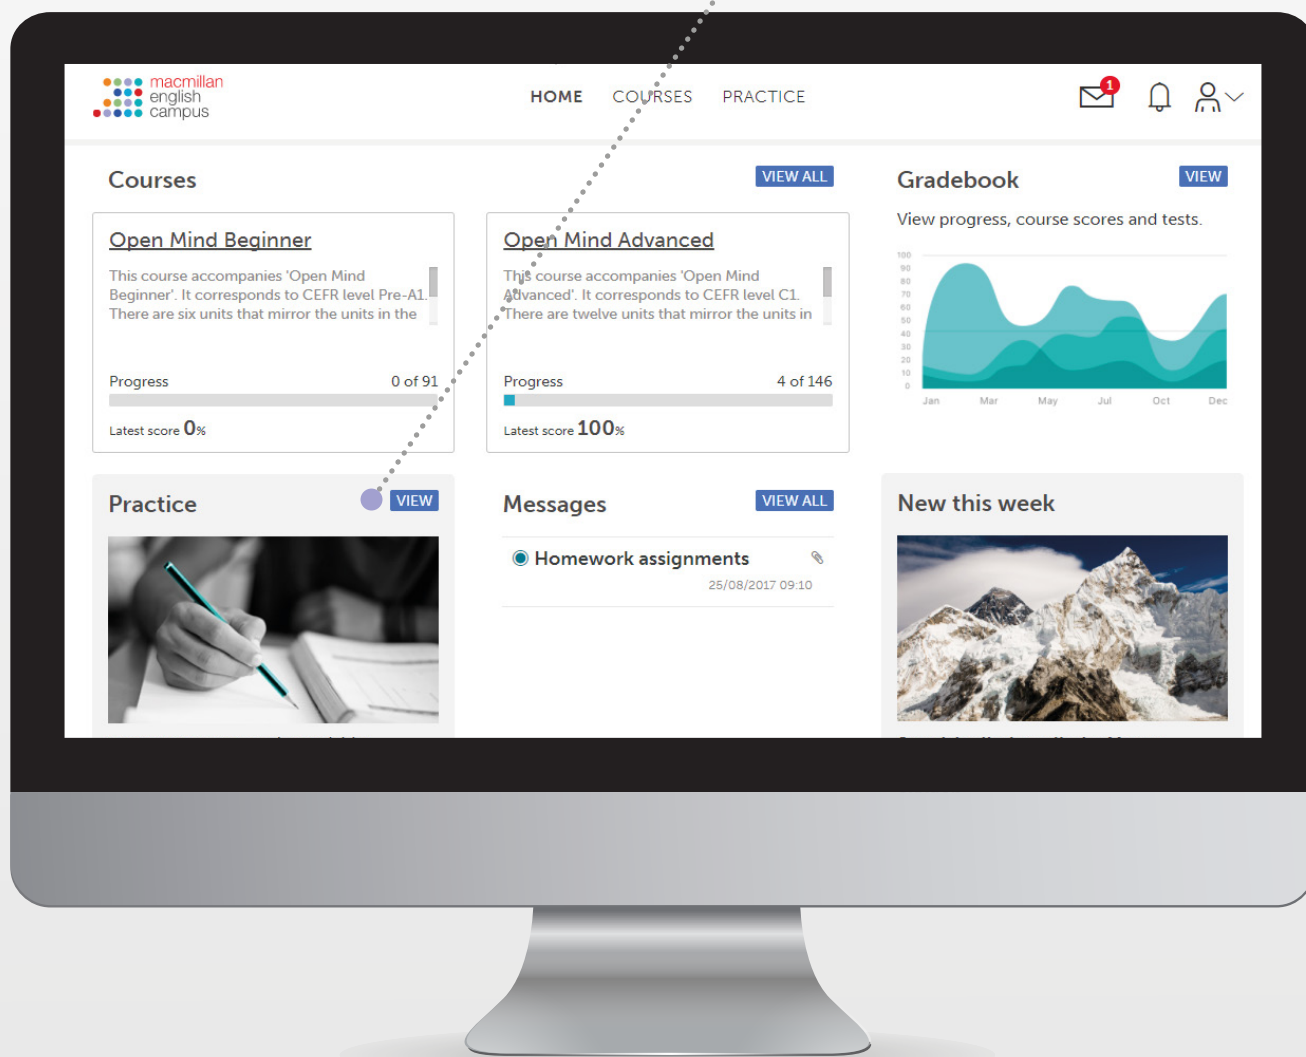 macmillan
english
campus
HOME COURSES PRACTICE
1
Courses
VIEW ALL
Open Mind Beginner
This course accompanies 'Open Mind
Beginner'. It corresponds to CEFR level Pre-A1.
There are six units that mirror the units in the
Progress 0 of 91
Latest score 0%
Open Mind Advanced
This course accompanies 'Open Mind
Advanced'. It corresponds to CEFR level C1.
There are twelve units that mirror the units in
Progress 4 of 146
Latest score 100%
Gradebook
VIEW
View progress, course scores and tests.
100
90
80
70
60
50
40
30
20
10
0
Jan Mar May Jul Oct Dec
Practice
VIEW
Messages
VIEW ALL
Homework assignments
25/08/2017 09:10
New this week